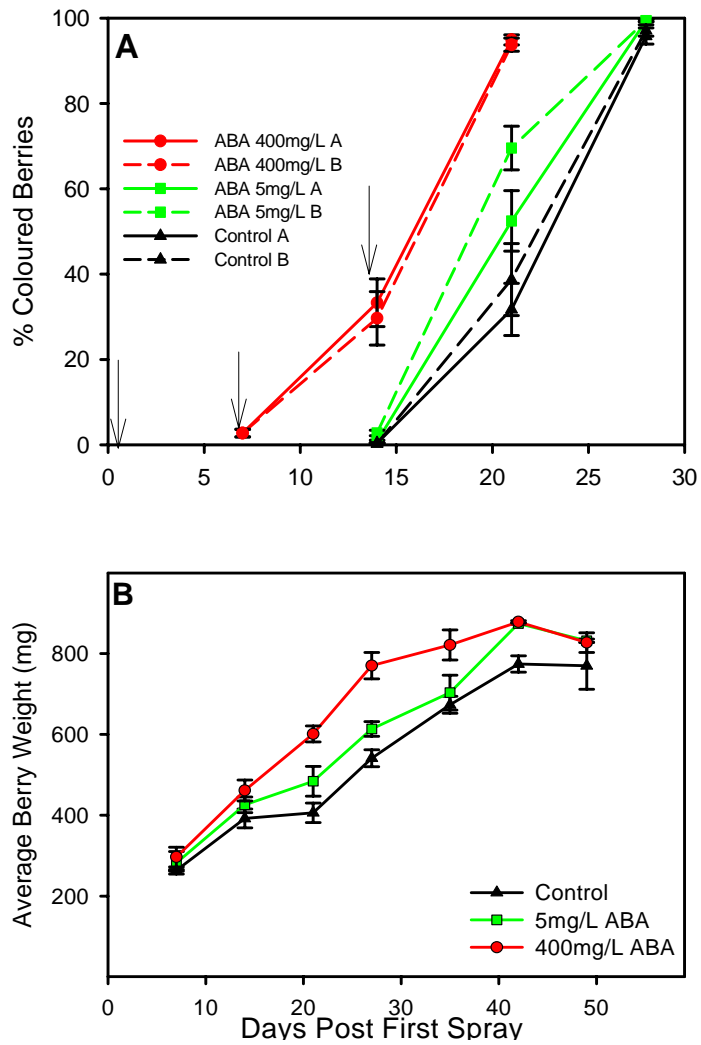 A
100
80
60
40
20
0
% Coloured Berries
ABA 400mg/L A
ABA 400mg/L B
ABA 5mg/L A
ABA 5mg/L B
Control A
Control B
0 5 10 15 20 25 30
B
800
600
400
200
Average Berry Weight (mg)
Control
5mg/L ABA
400mg/L ABA
0 10 20 30 40 50
Days Post First Spray